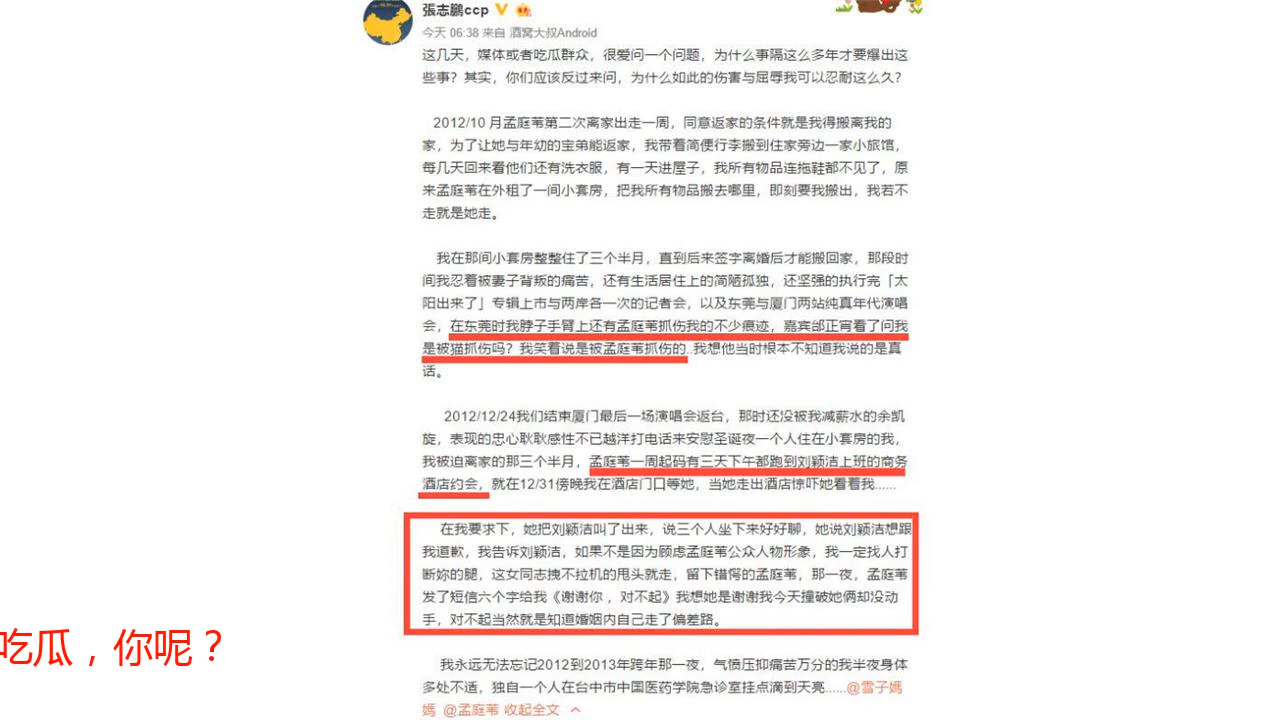 張志鹏ccp
今天 06:38 来自 酒窝大叔Android
这几天，媒体或者吃瓜群众，很爱问一个问题，为什么事隔这么多年才要爆出这
些事？其实，你们应该反过来问，为什么如此的伤害与屈辱我可以忍耐这么久？
2012/10 月孟庭苇第二次离家出走一周，同意返家的条件就是我得搬离我的
家，为了让她与年幼的宝弟能返家，我带着简便行李搬到住家旁边一家小旅馆，
每几天回来看他们还有洗衣服，有一天进屋子，我所有物品连拖鞋都不见了，原
来孟庭苇在外租了一间小套房，把我所有物品搬去哪里，即刻要我搬出，我若不
走就是她走。
我在那间小套房整整住了三个半月，直到后来签字离婚后才能搬回家，那段时
间我忍着被妻子背叛的痛苦，还有生活居住上的简陋孤独，还坚强的执行完「太
阳出来了」专辑上市与两岸各一次的记者会，以及东莞与厦门两站纯真年代演唱
会，在东莞时我脖子手臂上还有孟庭苇抓伤我的不少痕迹，嘉宾邰正宵看了问我
是被猫抓伤吗？我笑着说是被孟庭苇抓伤的..我想他当时根本不知道我说的是真
话。
2012/12/24我们结束厦门最后一场演唱会返台，那时还没被我减薪水的余凯
旋，表现的忠心耿耿感性不已越洋打电话来安慰圣诞夜一个人住在小套房的我，
我被迫离家的那三个半月，孟庭苇一周起码有三天下午都跑到刘颖洁上班的商务
酒店约会，就在12/31傍晚我在酒店门口等她，当她走出酒店惊吓她看着我......
在我要求下，她把刘颖洁叫了出来，说三个人坐下来好好聊，她说刘颖洁想跟
我道歉，我告诉刘颖洁，如果不是因为顾虑孟庭苇公众人物形象，我一定找人打
断妳的腿，这女同志拽不拉机的甩头就走，留下错愕的孟庭苇，那一夜，孟庭苇
发了短信六个字给我《谢谢你 ，对不起》我想她是谢谢我今天撞破她俩却没动
手，对不起当然就是知道婚姻内自己走了偏差路。
吃瓜，你呢？
我永远无法忘记2012到2013年跨年那一夜，气愤压抑痛苦万分的我半夜身体
多处不适，独自一个人在台中市中国医药学院急诊室挂点滴到天亮......@雪子媽
媽 @孟庭苇 收起全文